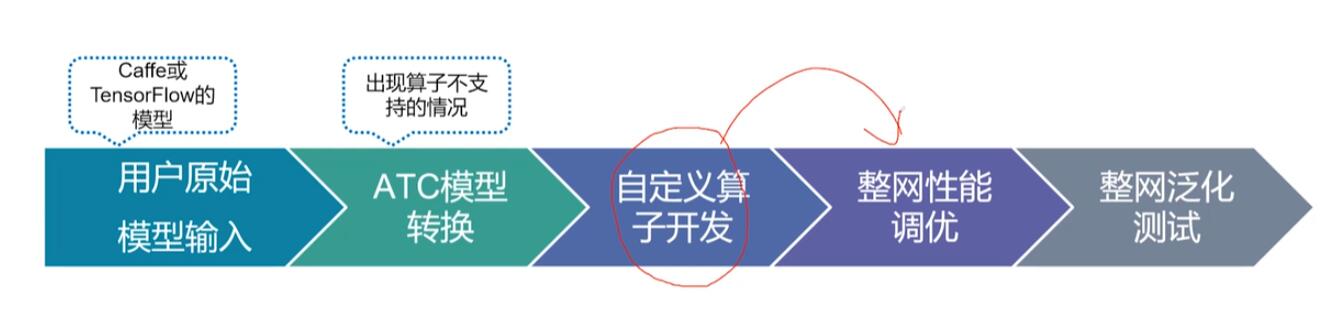 Caffe或
TensorFlow的
模型
出现算子不支
持的情况
用户原始
模型输入
ATC模型
转换
自定义算
子开发
整网性能
调优
整网泛化
测试